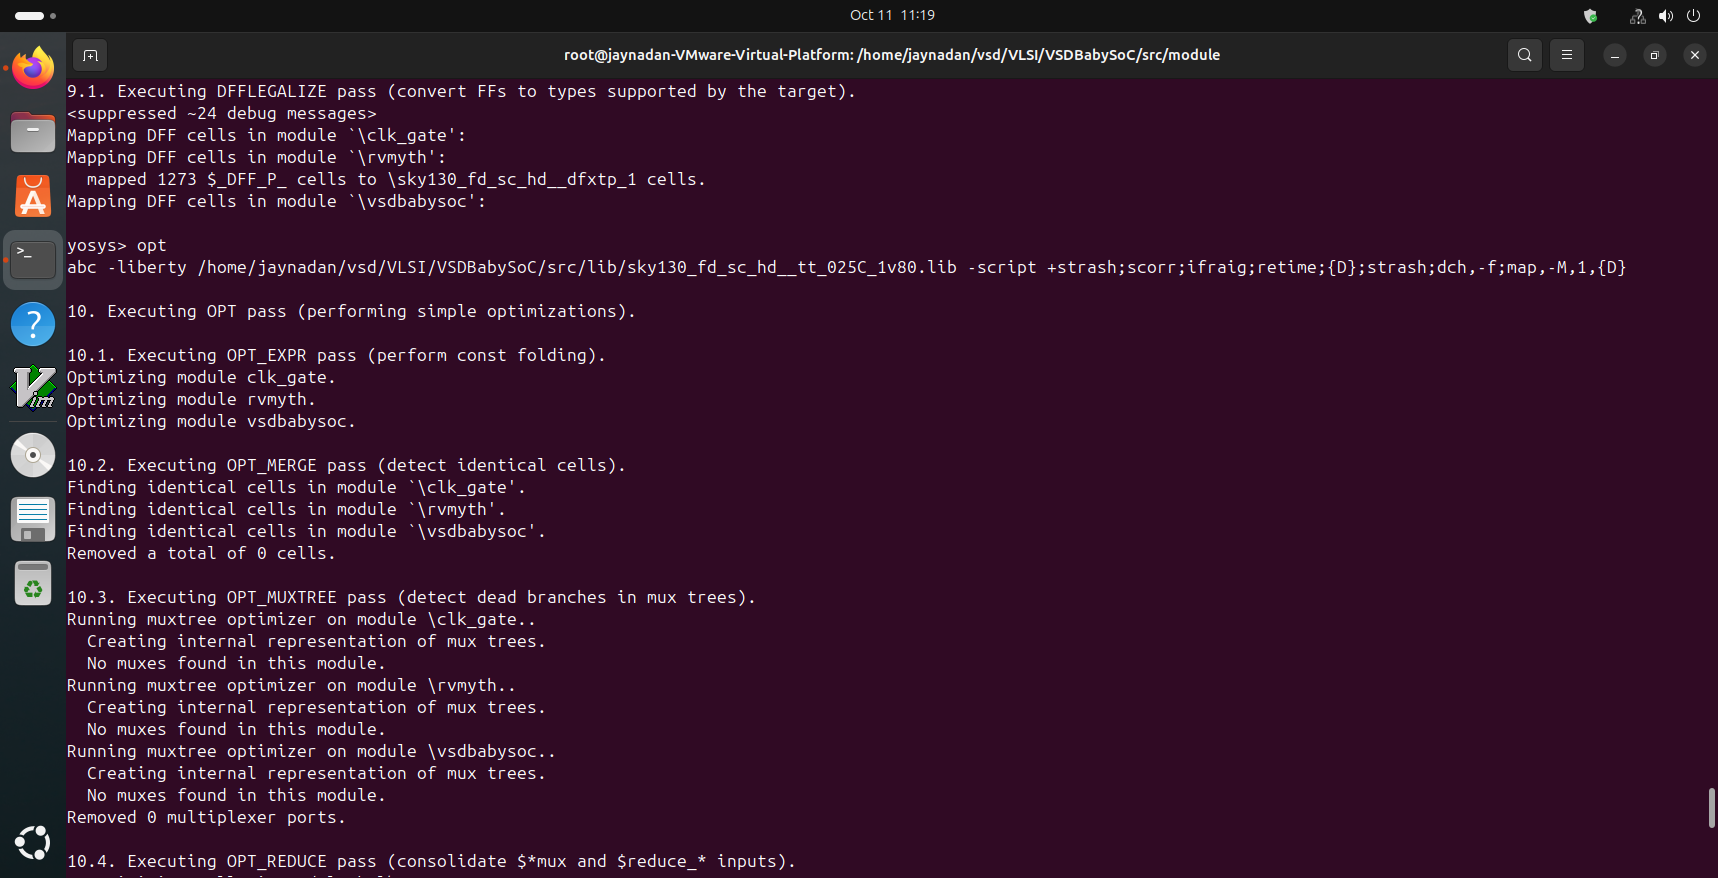 Oct 11 11:19
root@jaynadan-VMware-Virtual-Platform: /home/jaynadan/vsd/VLSI/VSDBabySoC/src/module
9.1. Executing DFFLEGALIZE pass (convert FFs to types supported by the target).
<suppressed ~24 debug messages>
Mapping DFF cells in module `\clk_gate':
Mapping DFF cells in module `\rvmyth':
  mapped 1273 $_DFF_P_ cells to \sky130_fd_sc_hd__dfxtp_1 cells.
Mapping DFF cells in module `\vsdbabysoc':
yosys> opt
abc -liberty /home/jaynadan/vsd/VLSI/VSDBabySoC/src/lib/sky130_fd_sc_hd__tt_025C_1v80.lib -script +strash;scorr;ifraig;retime;{D};strash;dch,-f;map,-M,1,{D}
10. Executing OPT pass (performing simple optimizations).
10.1. Executing OPT_EXPR pass (perform const folding).
Optimizing module clk_gate.
Optimizing module rvmyth.
Optimizing module vsdbabysoc.
10.2. Executing OPT_MERGE pass (detect identical cells).
Finding identical cells in module `\clk_gate'.
Finding identical cells in module `\rvmyth'.
Finding identical cells in module `\vsdbabysoc'.
Removed a total of 0 cells.
10.3. Executing OPT_MUXTREE pass (detect dead branches in mux trees).
Running muxtree optimizer on module \clk_gate..
  Creating internal representation of mux trees.
  No muxes found in this module.
Running muxtree optimizer on module \rvmyth..
  Creating internal representation of mux trees.
  No muxes found in this module.
Running muxtree optimizer on module \vsdbabysoc..
  Creating internal representation of mux trees.
  No muxes found in this module.
Removed 0 multiplexer ports.
10.4. Executing OPT_REDUCE pass (consolidate $*mux and $reduce_* inputs).